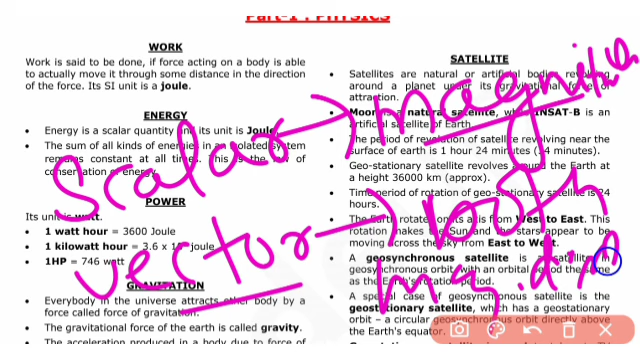 Part-1 : PHYSICS
WORK
Work is said to be done, if force acting on a body is able
to actually move it through some distance in the direction
of the force. Its SI unit is a joule.
ENERGY
• Energy is a scalar quantity and its unit is Joule.
• The sum of all kinds of energies in an isolated system
remains constant at all times. This is the law of
conservation of energy.
POWER
Its unit is watt.
• 1 watt hour = 3600 Joule
• 1 kilowatt hour = 3.6 x 10 joule
• 1HP = 746 watt
GRAVITATION
• Everybody in the universe attracts other body by a
force called force of gravitation.
• The gravitational force of the earth is called gravity.
• The acceleration produced in a body due to force of
SATELLITE
• Satellites are natural or artificial bodies revolving
around a planet under its gravitational force of
attraction.
• Moon is a natural satellite, while INSAT-B is an
artificial satellite of Earth.
• The period of revolution of satellite revolving near the
surface of earth is 1 hour 24 minutes (84 minutes).
• Geo-stationary satellite revolves around the Earth at
a height 36000 km (approx).
• Time period of rotation of geo-stationary satellite is 24
hours.
• The Earth rotate on its axis from West to East. This
rotation makes the Sun and the stars appear to be
moving across the sky from East to West.
• A geosynchronous satellite is a satellite in
geosynchronous orbit with an orbital period the same
as the Earth's rotation period.
• A special case of geosynchronous satellite is the
geostationary satellite, which has a geostationary
orbit – a circular geosynchronous orbit directly above
the Earth's equator.
Scalar → magnitude
vector → both
mag.